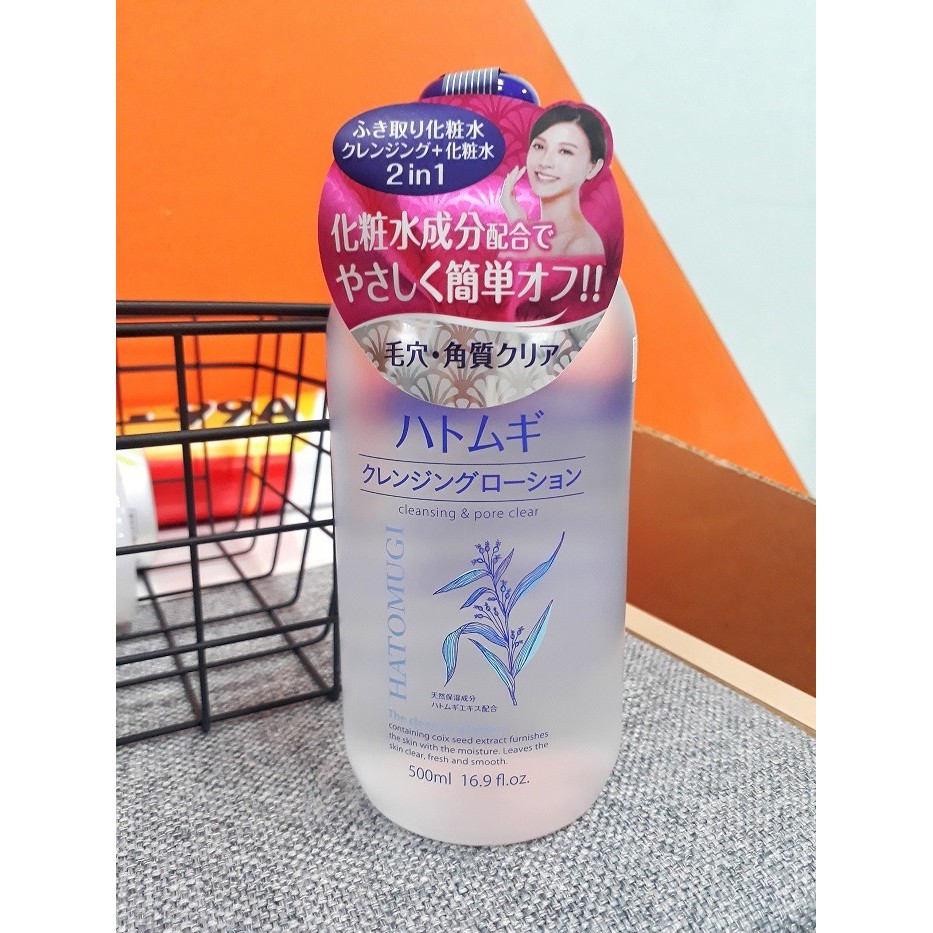 ふき取り化粧水
クレンジング+化粧水
2in1
化粧水成分配合で
やさしく簡単オフ!!
毛穴・角質クリア
ハトムギ
クレンジングローション
cleansing & pore clear
HATOMUGI
天然保湿成分
ハトムギエキス配合
The cleansing
containing coix seed extract furnishes
the skin with the moisture. Leaves the
skin clear, fresh and smooth.
500ml 16.9 fl.oz.